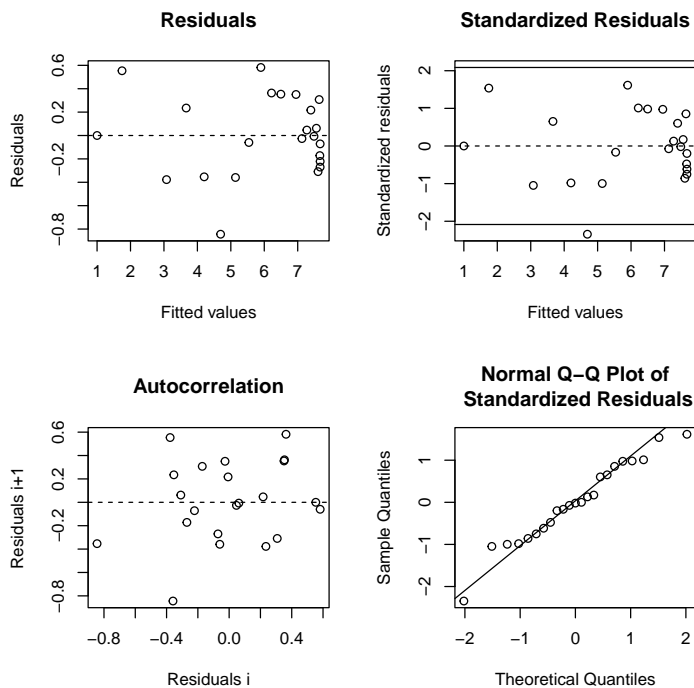 Residuals
Residuals
0.6
0.2
−0.2
−0.8
1 2 3 4 5 6 7
Fitted values
Standardized Residuals
Standardized residuals
2
1
0
−1
−2
1 2 3 4 5 6 7
Fitted values
Autocorrelation
Residuals i+1
0.6
0.2
−0.2
−0.8
−0.8 −0.4 0.0 0.4
Residuals i
Normal Q−Q Plot of
Standardized Residuals
Sample Quantiles
1
0
−1
−2
−2 −1 0 1 2
Theoretical Quantiles